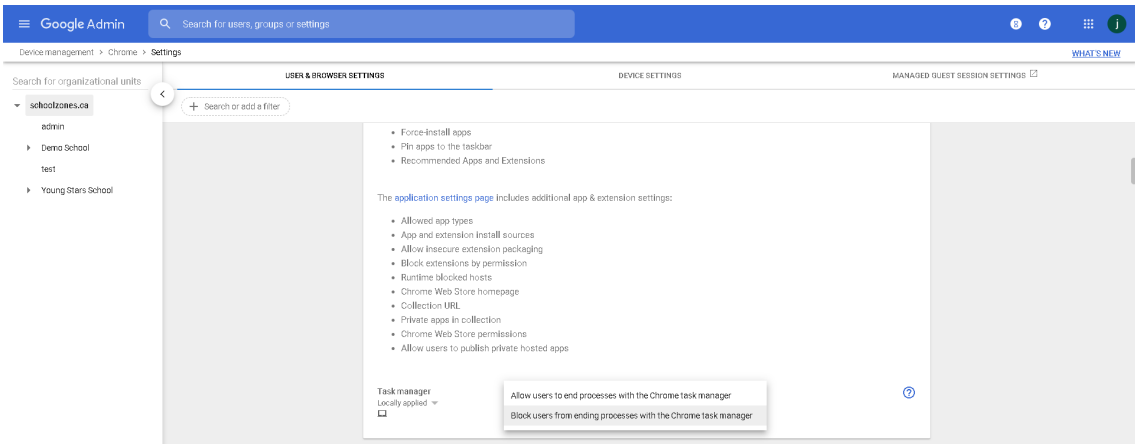 Google Admin
Search for users, groups or settings
j
Device management > Chrome > Settings
WHAT'S NEW
Search for organizational units
schoolzones.ca
admin
Demo School
test
Young Stars School
USER & BROWSER SETTINGS
DEVICE SETTINGS
MANAGED GUEST SESSION SETTINGS
+ Search or add a filter
• Force-install apps
• Pin apps to the taskbar
• Recommended Apps and Extensions
The application settings page includes additional app & extension settings:
• Allowed app types
• App and extension install sources
• Allow insecure extension packaging
• Block extensions by permission
• Runtime blocked hosts
• Chrome Web Store homepage
• Collection URL
• Private apps in collection
• Chrome Web Store permissions
• Allow users to publish private hosted apps
Task manager
Locally applied
Allow users to end processes with the Chrome task manager
Block users from ending processes with the Chrome task manager